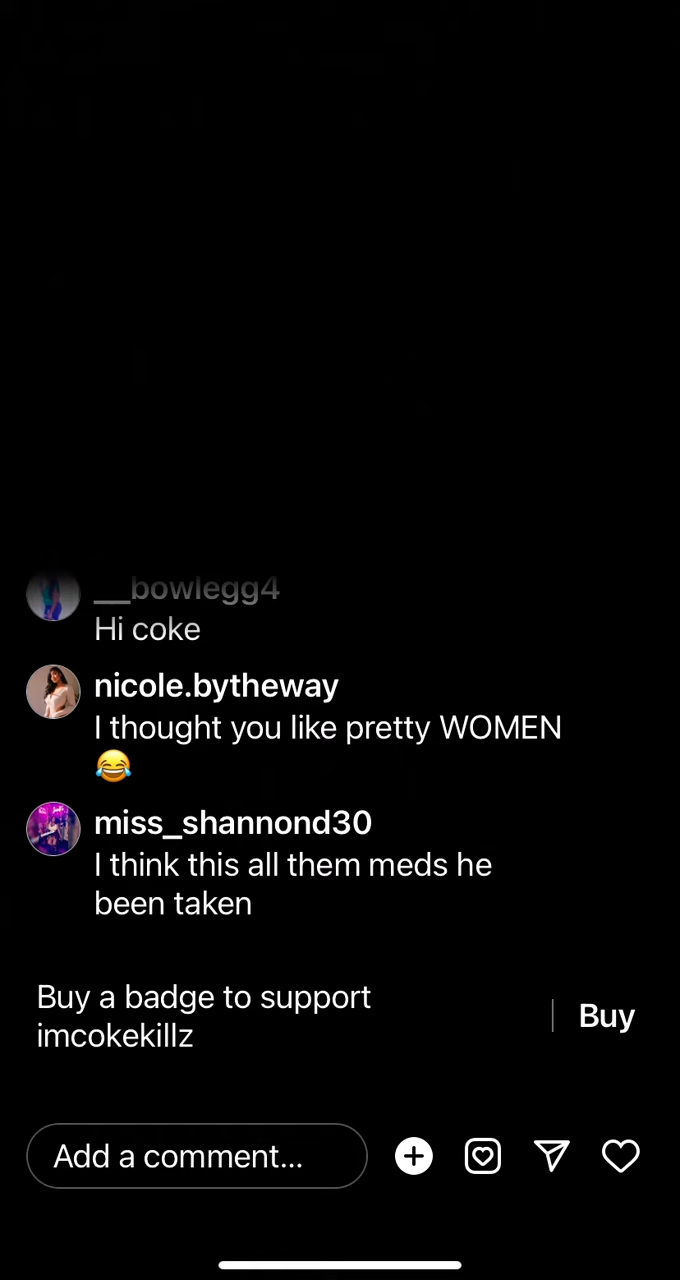 __bowlegg4
Hi coke
nicole.bytheway
I thought you like pretty WOMEN
😂
miss_shannond30
I think this all them meds he
been taken
Buy a badge to support
imcokekillz
Buy
Add a comment...